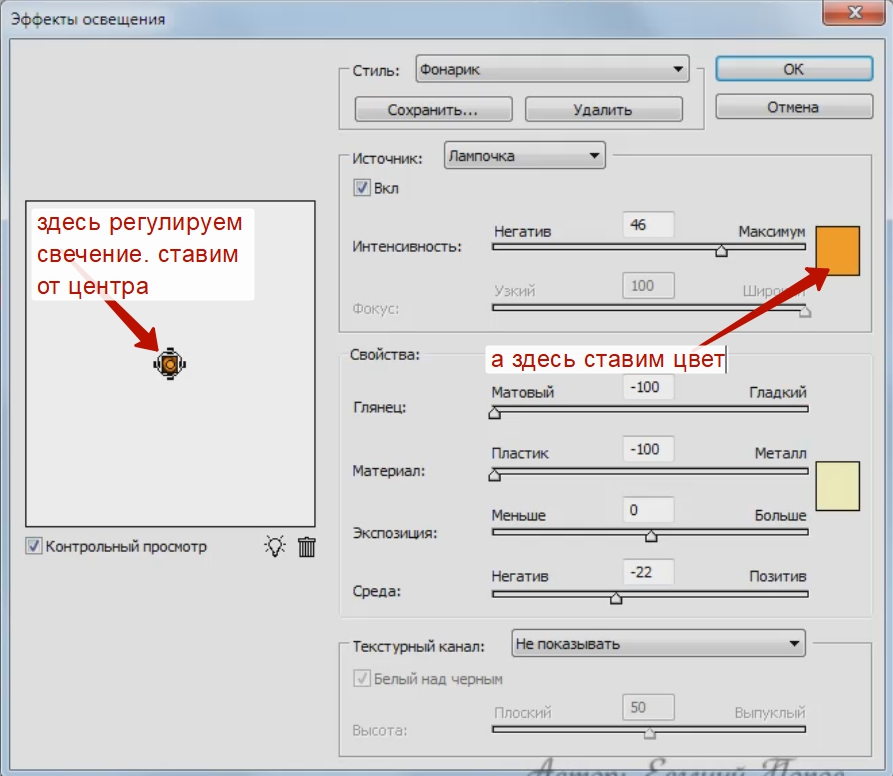 Эффекты освещения
Стиль: Фонарик
OK
Сохранить... Удалить
Отмена
Источник: Лампочка
Вкл
здесь регулируем
свечение. ставим
от центра
Негатив 46 Максимум
Интенсивность:
Узкий 100 Широкий
Фокус:
а здесь ставим цвет
Свойства:
Матовый -100 Гладкий
Глянец:
Пластик -100 Металл
Материал:
Меньше 0 Больше
Экспозиция:
Контрольный просмотр
Негатив -22 Позитив
Среда:
Текстурный канал: Не показывать
Белый над черным
Плоский 50 Выпуклый
Высота:
Автор: Евгений Попов